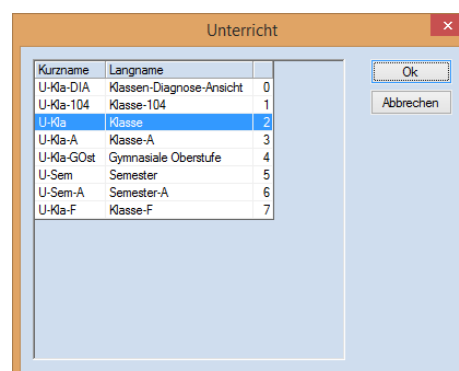 Unterricht
Kurzname Langname
U-Kla-DIA Klassen-Diagnose-Ansicht 0
U-Kla-104 Klasse-104 1
U-Kla Klasse 2
U-Kla-A Klasse-A 3
U-Kla-GOst Gymnasiale Oberstufe 4
U-Sem Semester 5
U-Sem-A Semester-A 6
U-Kla-F Klasse-F 7
Ok
Abbrechen